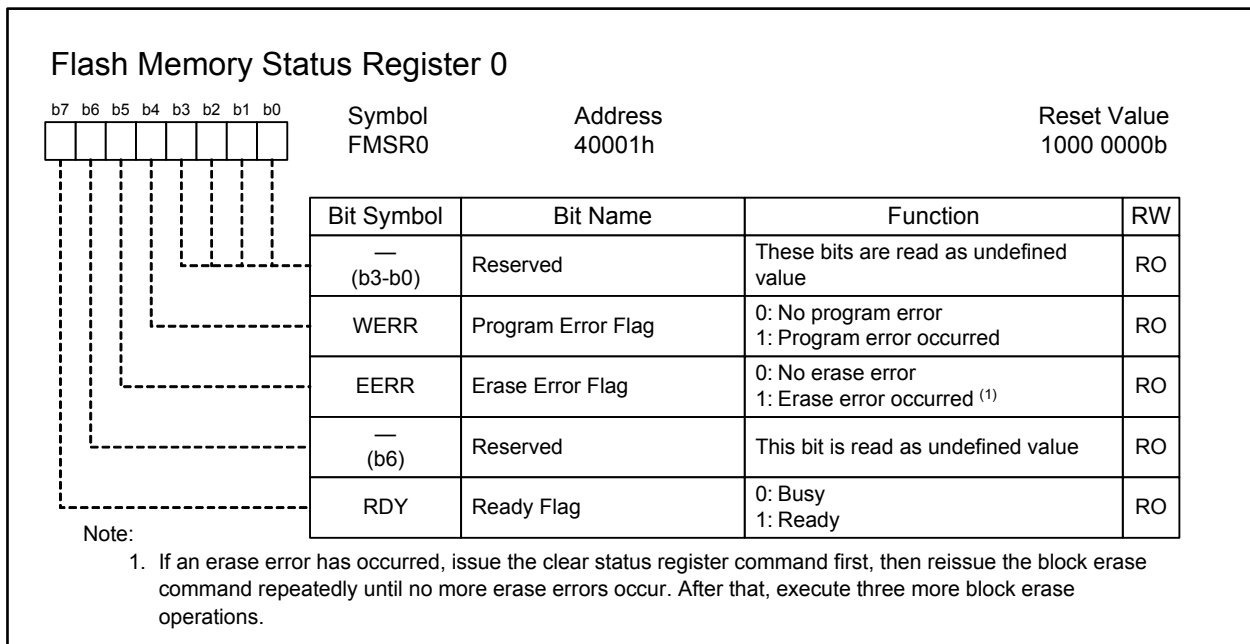 Flash Memory Status Register 0
b7 b6 b5 b4 b3 b2 b1 b0
Symbol Address Reset Value
FMSR0 40001h 1000 0000b
Bit Symbol Bit Name Function RW
— (b3-b0) Reserved These bits are read as undefined value RO
WERR Program Error Flag 0: No program error
1: Program error occurred RO
EERR Erase Error Flag 0: No erase error
1: Erase error occurred (1) RO
— (b6) Reserved This bit is read as undefined value RO
RDY Ready Flag 0: Busy
1: Ready RO
Note:
1. If an erase error has occurred, issue the clear status register command first, then reissue the block erase
command repeatedly until no more erase errors occur. After that, execute three more block erase
operations.